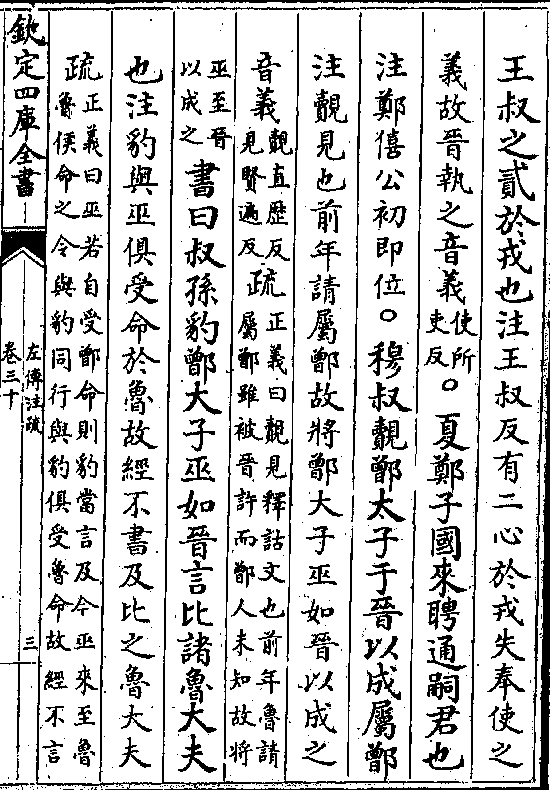 王叔之貳於戎也注王叔反有二心於戎失奉使之
義故晉執之音義使所
吏反○夏鄭子國來聘通嗣君也
注鄭僖公初即位○穆叔覿鄫太子于晉以成屬鄫
注覿見也前年請屬鄫故將鄫大子巫如晉以成之
音義覿直歷反
見賢遍反疏正義曰覿見釋詁文也前年魯請
屬鄫雖被晉許而鄫人未知故將
巫至晉
以成之書曰叔孫豹鄫大子巫如晉言比諸魯大夫
也注豹與巫俱受命於魯故經不書及比之魯大夫
疏正義曰巫若自受鄫命則豹當言及今巫來至魯
魯便命之令與豹同行與豹俱受魯命故經不言
欽定四庫全書
左傳注疏
卷三十
三